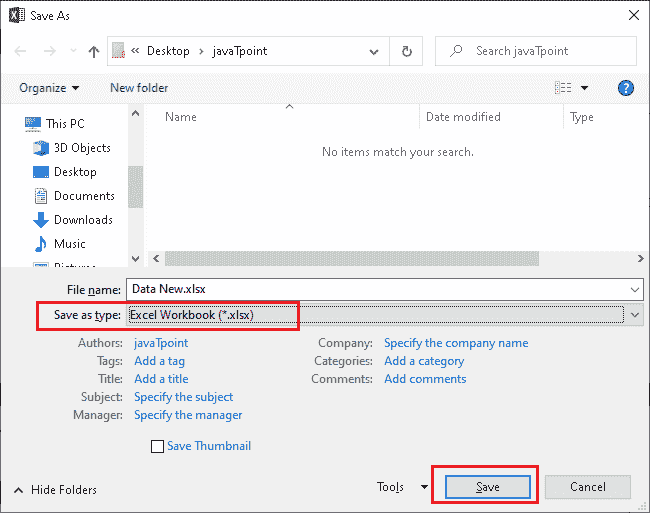 Save As
« Desktop > javaTpoint
Search javaTpoint
Organize
New folder
This PC
3D Objects
Desktop
Documents
Downloads
Music
Name
Date modified
Type
No items match your search.
File name: Data New.xlsx
Save as type: Excel Workbook (*.xlsx)
Authors: javaTpoint
Tags: Add a tag
Title: Add a title
Subject: Specify the subject
Manager: Specify the manager
Company: Specify the company name
Categories: Add a category
Comments: Add comments
Save Thumbnail
Hide Folders
Tools
Save
Cancel